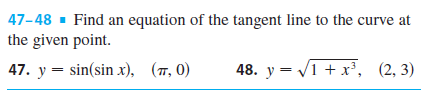 47–48 ▪ Find an equation of the tangent line to the curve at
the given point.
47. y = sin(sin x), (π, 0) 48. y = √(1 + x³), (2, 3)